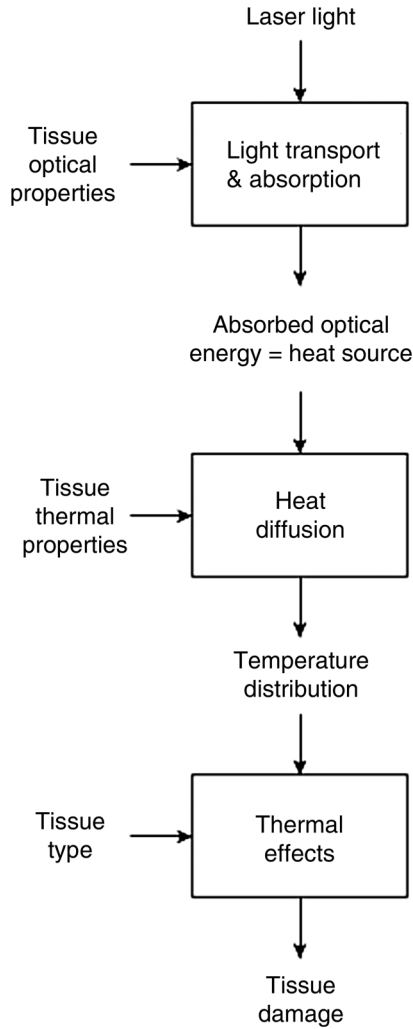 Laser light
Tissue
optical
properties
Light transport
& absorption
Absorbed optical
energy = heat source
Tissue
thermal
properties
Heat
diffusion
Temperature
distribution
Tissue
type
Thermal
effects
Tissue
damage